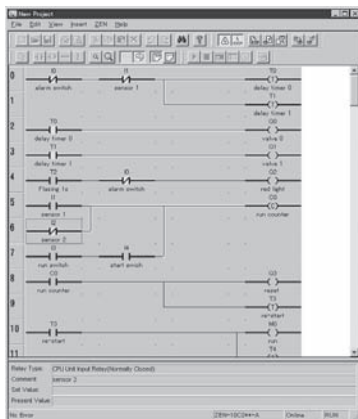 New Project
File Edit View Insert ZEN Help
0 I0 I1 T0
alarm switch sensor 1 delay timer 0
1 T1
delay timer 1
2 T0 Q0
delay timer 0 valve 0
3 T1 Q1
delay timer 1 valve 1
4 T2 I0 Q2
Flasing 1s alarm switch red light
5 I1 C0
sensor 1 run counter
6 I2
sensor 2
7 I3 I4
run switch start swich
8 C0
run counter reset
9 T3
re-start
10 T3 M0
re-start run
11 T4
Relay Type: CPU Unit Input Relay(Normally Closed)
Comment: sensor 2
Set Value:
Present Value:
No Error Online RUN